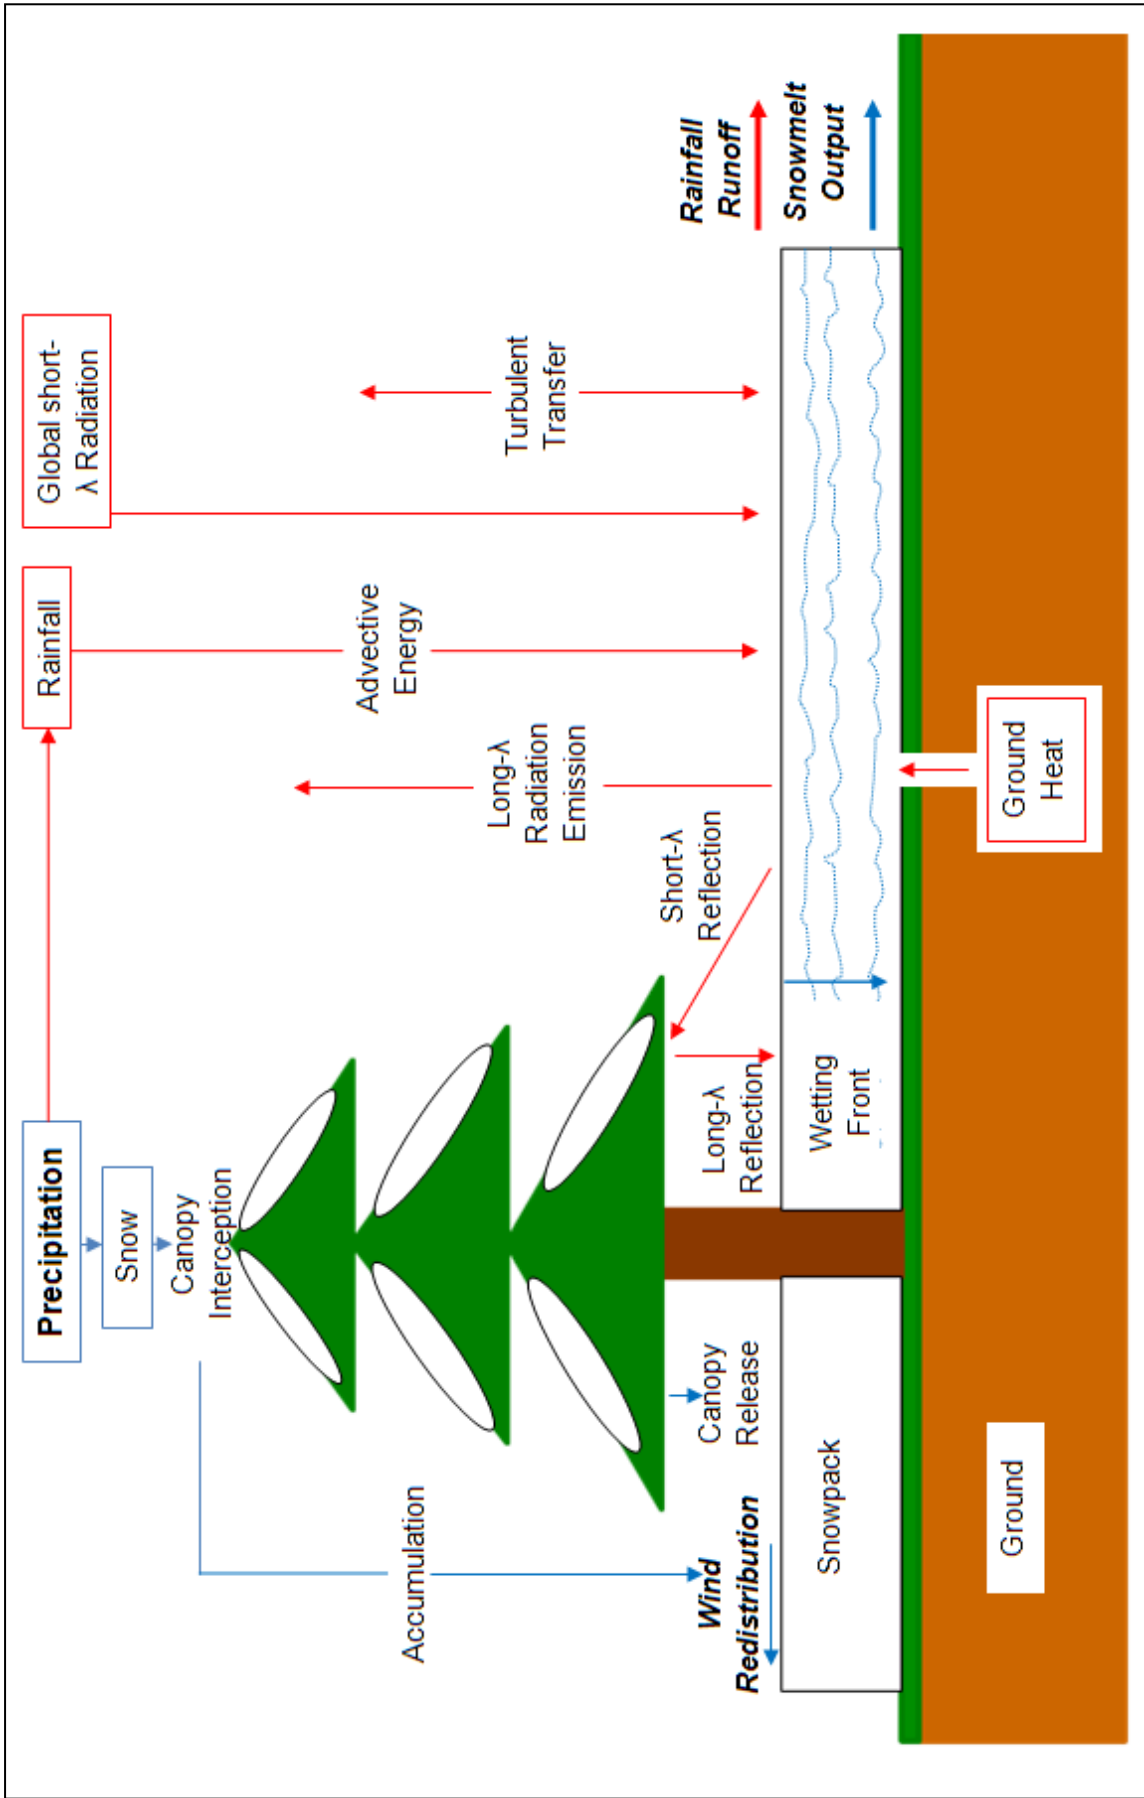 Precipitation
Rainfall
Global short-
λ Radiation
Snow
Canopy
Interception
Accumulation
Advective
Energy
Turbulent
Transfer
Long-λ
Radiation
Emission
Short-λ
Reflection
Long-λ
Reflection
Canopy
Release
Wind
Redistribution
Rainfall
Runoff
Snowmelt
Output
Snowpack
Wetting
Front
Ground
Ground
Heat